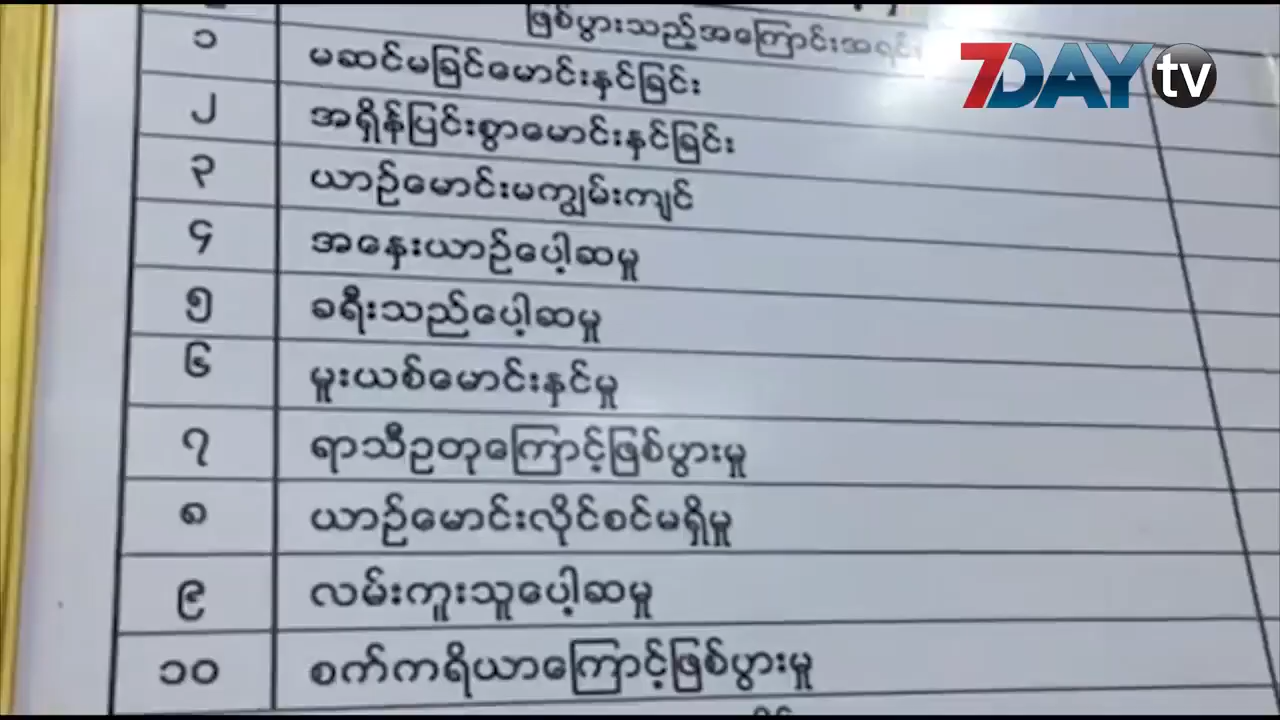 ဖြစ်ပွားသည့်အကြောင်းအရင်း
7DAY tv
၁ မဆင်မခြင်မောင်းနှင်ခြင်း
၂ အရှိန်ပြင်းစွာမောင်းနှင်ခြင်း
၃ ယာဉ်မောင်းမကျွမ်းကျင်
၄ အနှေးယာဉ်ပေါ့ဆမှု
၅ ခရီးသည်ပေါ့ဆမှု
၆ မူးယစ်မောင်းနှင်မှု
၇ ရာသီဥတုကြောင့်ဖြစ်ပွားမှု
၈ ယာဉ်မောင်းလိုင်စင်မရှိမှု
၉ လမ်းကူးသူပေါ့ဆမှု
၁၀ စက်ကရိယာကြောင့်ဖြစ်ပွားမှု